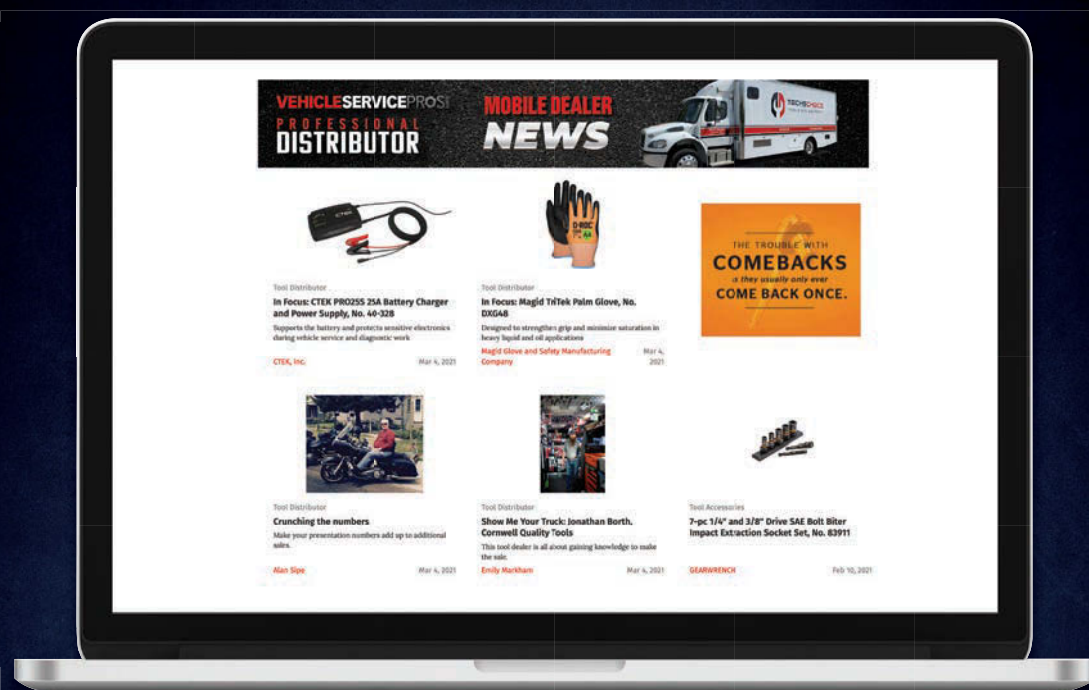 VEHICLESERVICEPROS
PROFESSIONAL
DISTRIBUTOR
MOBILE DEALER
NEWS
CTEK
D-ROC
THE TROUBLE WITH
COMEBACKS
is they usually only ever
COME BACK ONCE.
Tool Distributor
In Focus: CTEK PRO25S 25A Battery Charger
and Power Supply, No. 40-328
Supports the battery and protects sensitive electronics
during vehicle service and diagnostic work
CTEK, Inc.
Mar 4, 2021
Tool Distributor
In Focus: Magid TriTek Palm Glove, No.
DXG48
Designed to strengthen grip and minimize saturation in
heavy liquid and oil applications
Magid Glove and Safety Manufacturing
Company
Mar 4,
2021
Tool Distributor
Crunching the numbers
Make your presentation numbers add up to additional
sales.
Alan Sipe
Mar 4, 2021
Tool Distributor
Show Me Your Truck: Jonathan Borth,
Cornwell Quality Tools
This tool dealer is all about gaining knowledge to make
the sale.
Emily Markham
Mar 4, 2021
Tool Accessories
7-pc 1/4" and 3/8" Drive SAE Bolt Biter
Impact Extraction Socket Set, No. 83911
GEARWRENCH
Feb 10, 2021